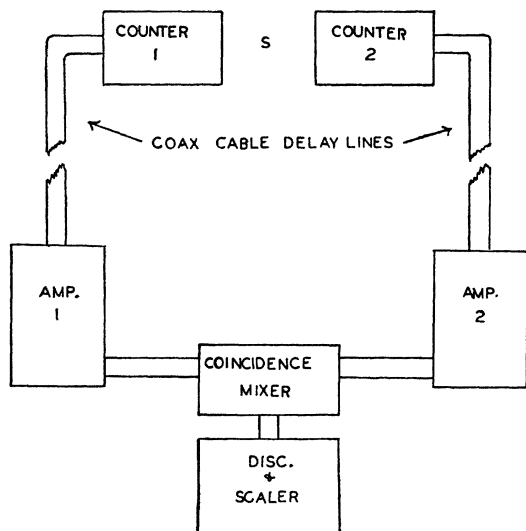 COUNTER
1
S
COUNTER
2
COAX CABLE DELAY LINES
AMP.
1
AMP.
2
COINCIDENCE
MIXER
DISC.
+
SCALER